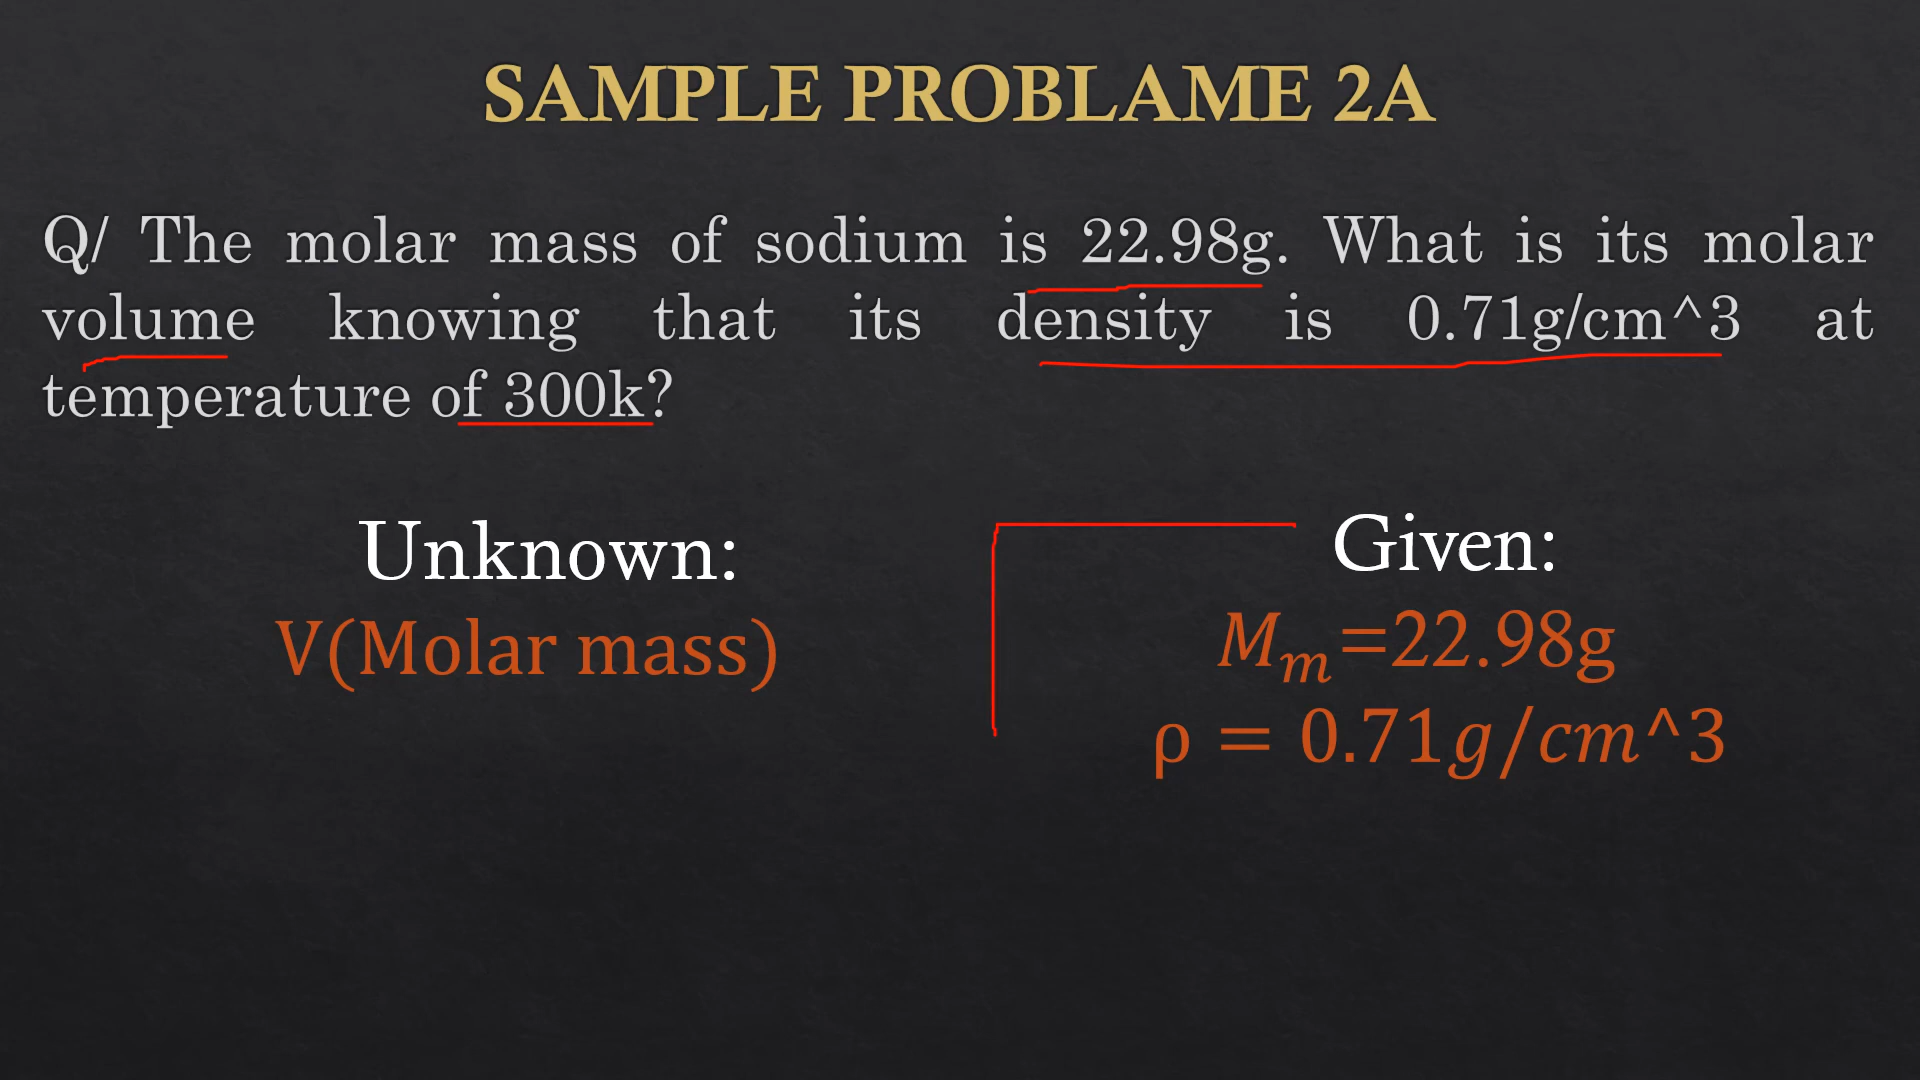 SAMPLE PROBLAME 2A
Q/ The molar mass of sodium is 22.98g. What is its molar
volume knowing that its density is 0.71g/cm^3 at
temperature of 300k?
Unknown:
V(Molar mass)
Given:
Mₘ=22.98g
ρ = 0.71g/cm^3